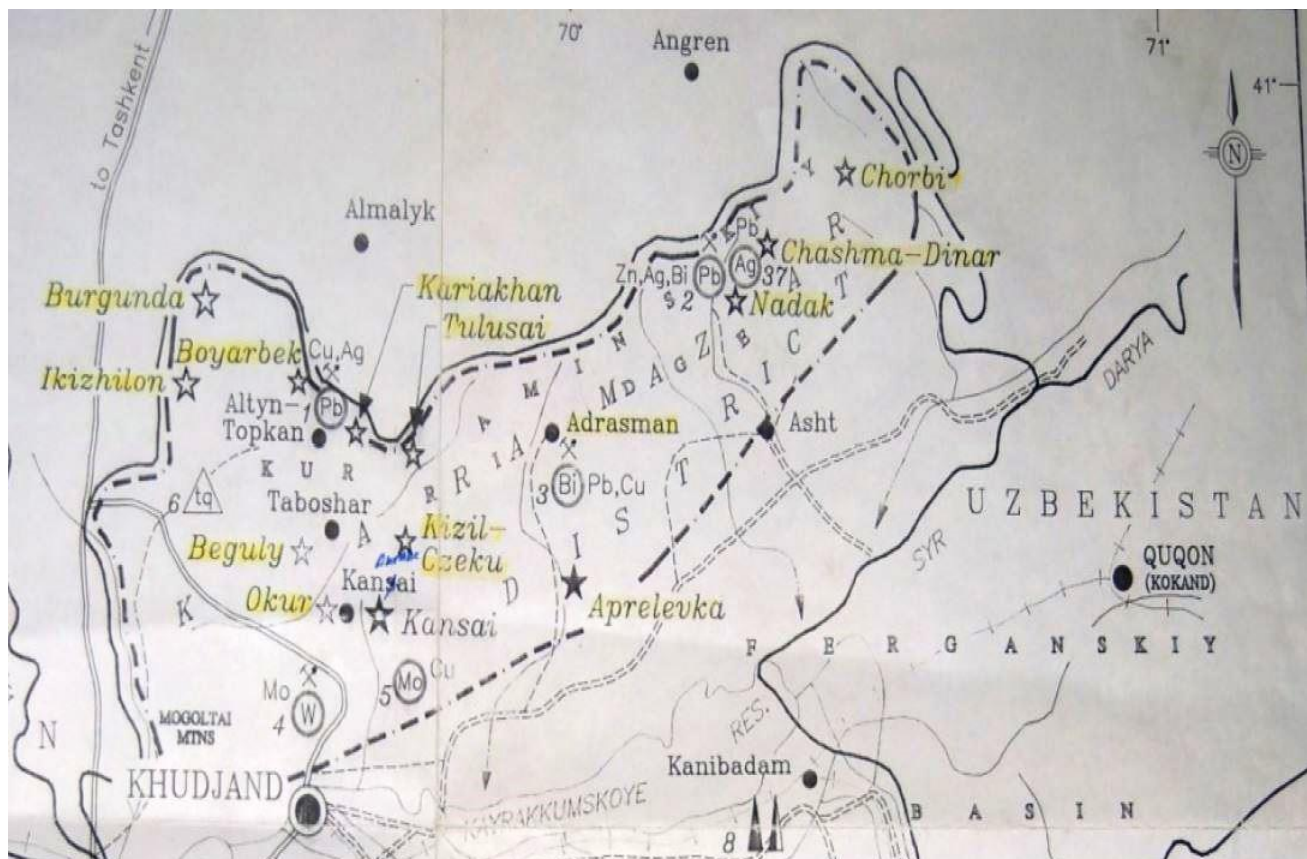 70°
71°
41°
to Tashkent
Angren
N
Almalyk
Chorbi
Pb
Chashma-Dinar
Zn,Ag,Bi
Pb
Ag
37
s 2
Nadak
Burgunda
Kariakhan
Tulusai
Boyarbek
Cu,Ag
Ikizhilon
Altyn-
Topkan
1
Pb
Adrasman
Asht
3
Bi
Pb,Cu
K U R A M I N
D I S T R I C T
6
tq
Taboshar
Beguly
Kizil-
Czeku
Kansai
Okur
Kansai
Aprelevka
SYR
DARYA
UZBEKISTAN
QUQON
(KOKAND)
FERGANSKIY
BASIN
Mo
4
W
5
Mo
Cu
MOGOLTAI
MTNS
N
KHUDJAND
KAYRAKKUMSKOYE
RES.
Kanibadam
8